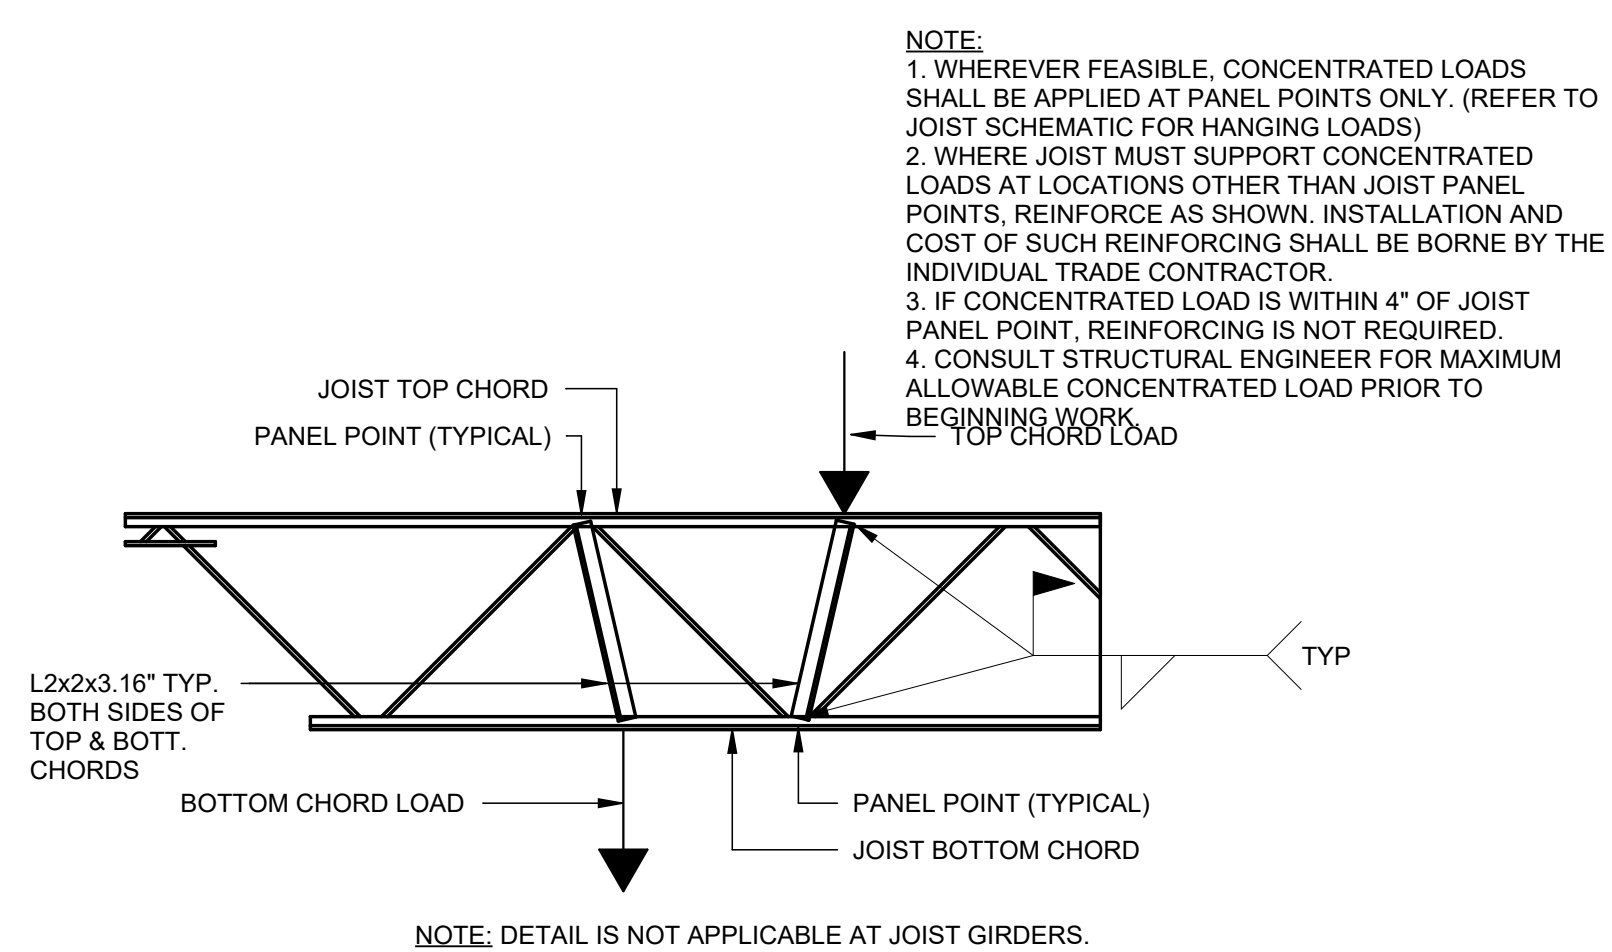 NOTE:
1. WHEREVER FEASIBLE, CONCENTRATED LOADS
SHALL BE APPLIED AT PANEL POINTS ONLY. (REFER TO
JOIST SCHEMATIC FOR HANGING LOADS)
2. WHERE JOIST MUST SUPPORT CONCENTRATED
LOADS AT LOCATIONS OTHER THAN JOIST PANEL
POINTS, REINFORCE AS SHOWN. INSTALLATION AND
COST OF SUCH REINFORCING SHALL BE BORNE BY THE
INDIVIDUAL TRADE CONTRACTOR.
3. IF CONCENTRATED LOAD IS WITHIN 4" OF JOIST
PANEL POINT, REINFORCING IS NOT REQUIRED.
4. CONSULT STRUCTURAL ENGINEER FOR MAXIMUM
ALLOWABLE CONCENTRATED LOAD PRIOR TO
BEGINNING WORK.
JOIST TOP CHORD
PANEL POINT (TYPICAL)
TOP CHORD LOAD
TYP
L2x2x3.16" TYP.
BOTH SIDES OF
TOP & BOTT.
CHORDS
BOTTOM CHORD LOAD
PANEL POINT (TYPICAL)
JOIST BOTTOM CHORD
NOTE: DETAIL IS NOT APPLICABLE AT JOIST GIRDERS.